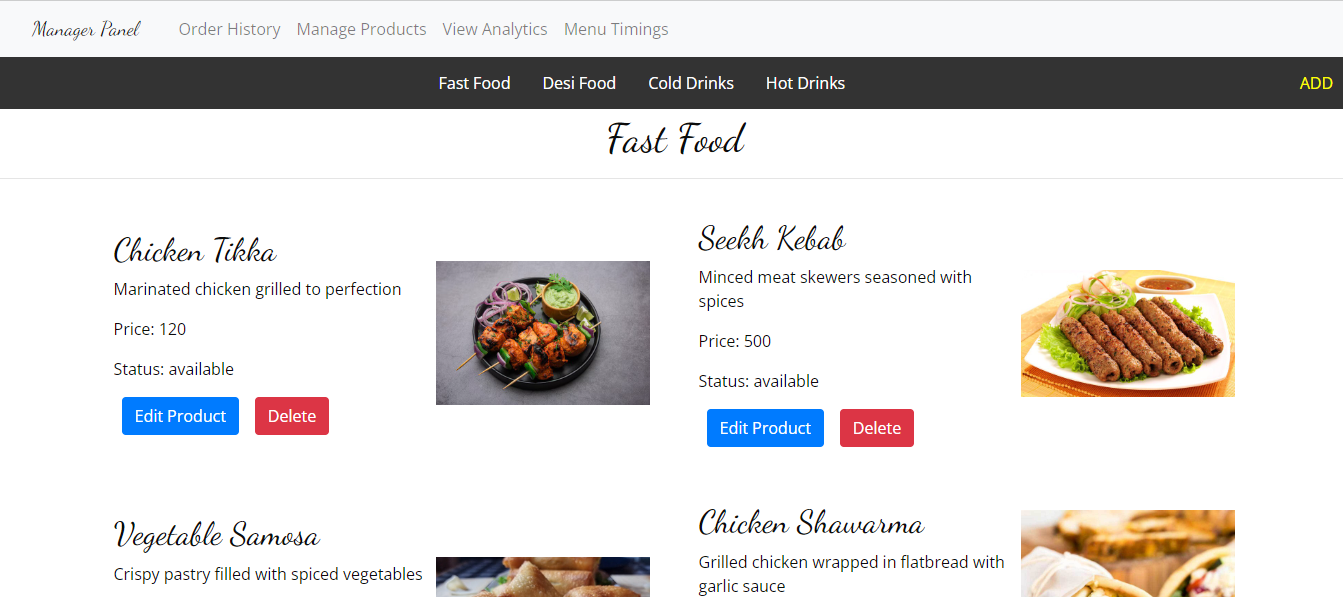 Manager Panel Order History Manage Products View Analytics Menu Timings
Fast Food Desi Food Cold Drinks Hot Drinks ADD
Fast Food
Chicken Tikka
Marinated chicken grilled to perfection
Price: 120
Status: available
Edit Product Delete
Seekh Kebab
Minced meat skewers seasoned with
spices
Price: 500
Status: available
Edit Product Delete
Vegetable Samosa
Crispy pastry filled with spiced vegetables
Chicken Shawarma
Grilled chicken wrapped in flatbread with
garlic sauce